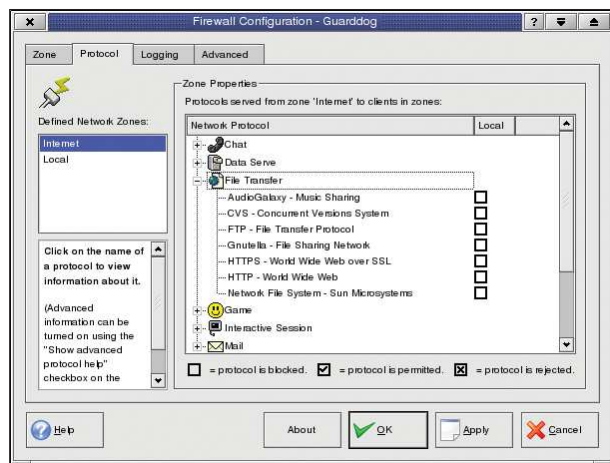 Firewall Configuration - Guarddog
Zone Protocol Logging Advanced
Defined Network Zones:
Internet
Local
Click on the name of
a protocol to view
information about it.
(Advanced
information can be
turned on using the
"Show advanced
protocol help"
checkbox on the
Zone Properties
Protocols served from zone 'Internet' to clients in zones:
Network Protocol Local
Chat
Data Serve
File Transfer
AudioGalaxy - Music Sharing
CVS - Concurrent Versions System
FTP - File Transfer Protocol
Gnutella - File Sharing Network
HTTPS - World Wide Web over SSL
HTTP - World Wide Web
Network File System - Sun Microsystems
Game
Interactive Session
Mail
= protocol is blocked. = protocol is permitted. = protocol is rejected.
Help About OK Apply Cancel